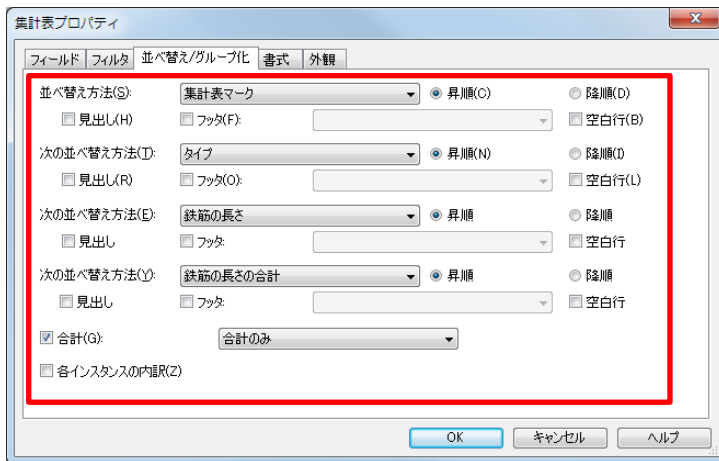 集計表プロパティ
フィールド フィルタ 並べ替え/グループ化 書式 外観
並べ替え方法(S): 集計表マーク 昇順(C) 降順(D)
見出し(H) フッタ(F): 空白行(B)
次の並べ替え方法(T): タイプ 昇順(N) 降順(I)
見出し(R) フッタ(O): 空白行(L)
次の並べ替え方法(E): 鉄筋の長さ 昇順 降順
見出し フッタ: 空白行
次の並べ替え方法(Y): 鉄筋の長さの合計 昇順 降順
見出し フッタ: 空白行
合計(G): 合計のみ
各インスタンスの内訳(Z)
OK キャンセル ヘルプ